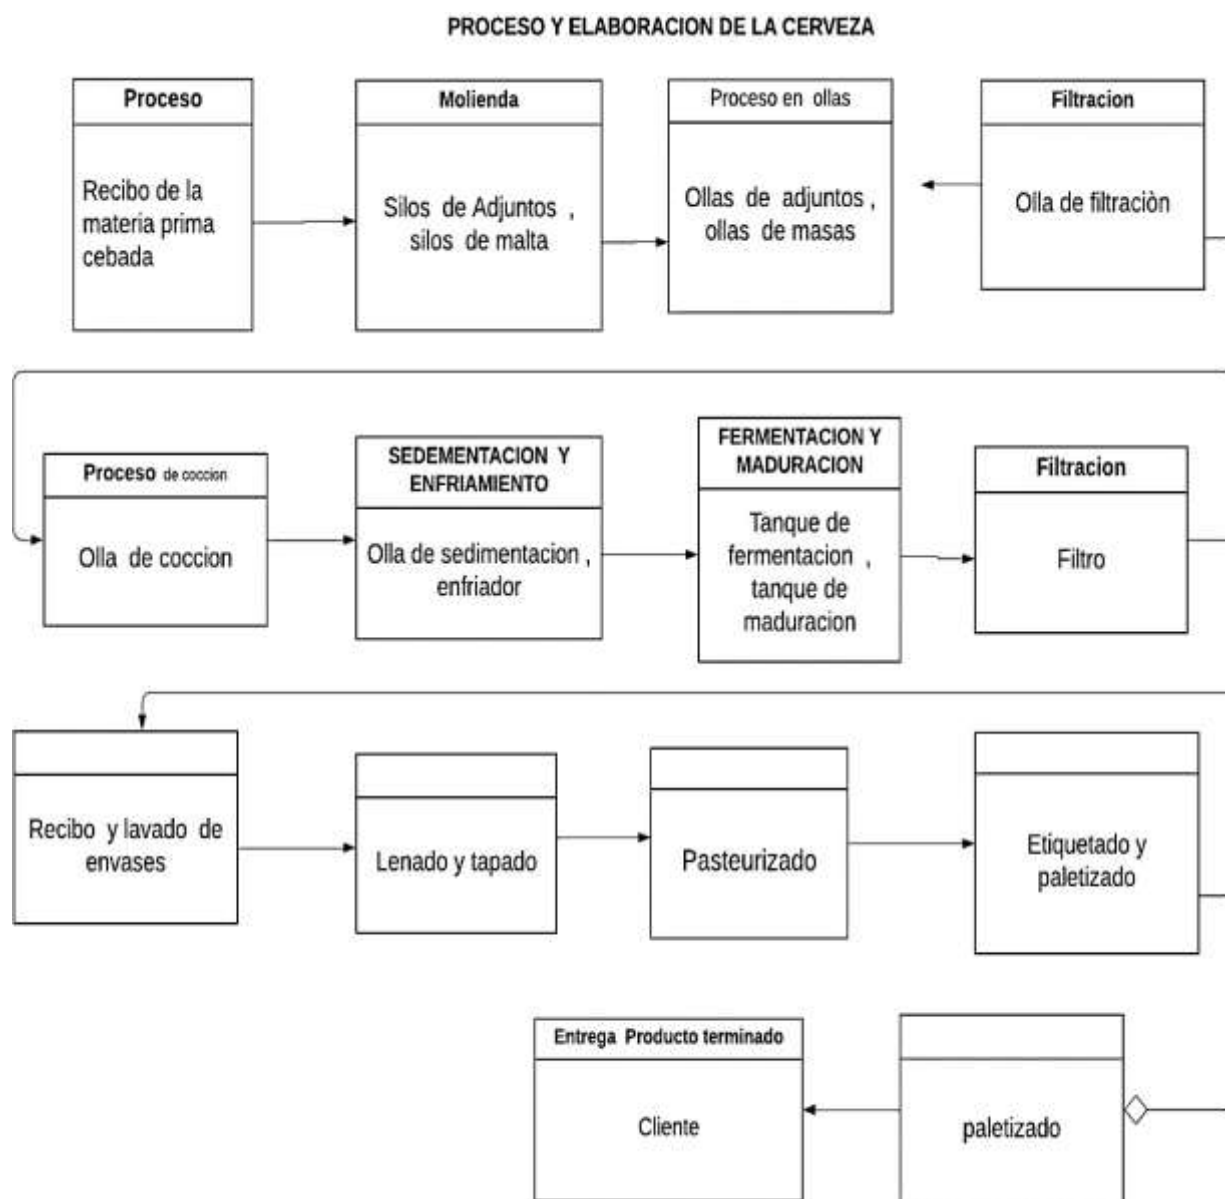 PROCESO Y ELABORACION DE LA CERVEZA
Proceso
Recibo de la
materia prima
cebada
Molienda
Silos de Adjuntos ,
silos de malta
Proceso en ollas
Ollas de adjuntos ,
ollas de masas
Filtracion
Olla de filtraciòn
Proceso de coccion
Olla de coccion
SEDEMENTACION Y
ENFRIAMIENTO
Olla de sedimentacion ,
enfriador
FERMENTACION Y
MADURACION
Tanque de
fermentacion ,
tanque de
maduracion
Filtracion
Filtro
Recibo y lavado de
envases
Lenado y tapado
Pasteurizado
Etiquetado y
paletizado
Entrega Producto terminado
Cliente
paletizado